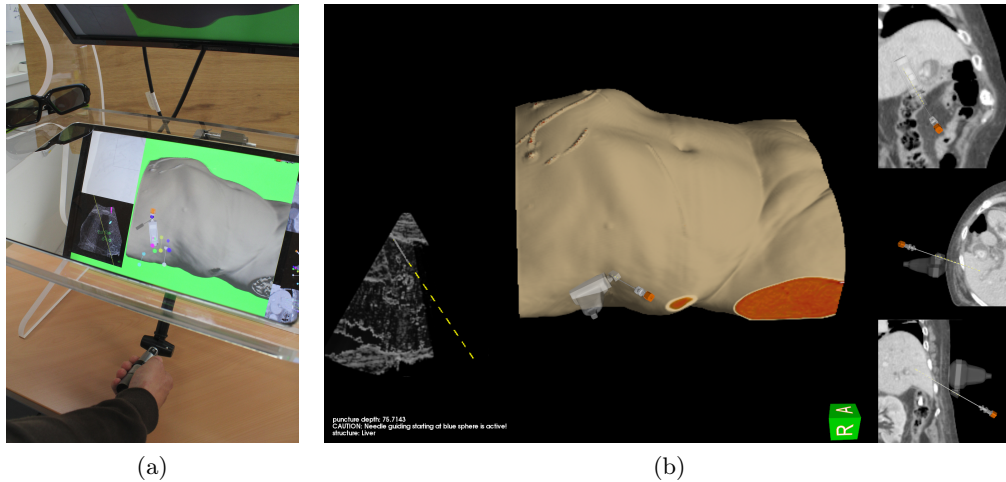 puncture depth: 75.7143
CAUTION: Needle guiding starting at blue sphere is active!
structure: Liver
R A
(a)
(b)